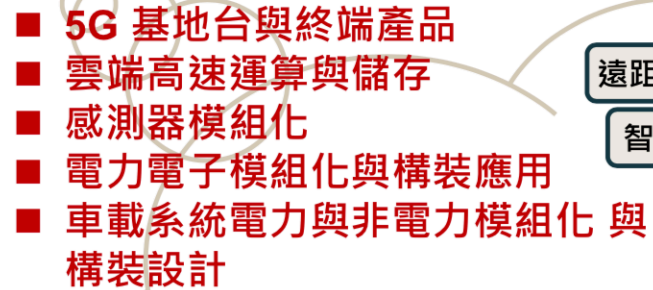 ■ 5G 基地台與終端產品
■ 雲端高速運算與儲存
遠距
■ 感測器模組化
智
■ 電力電子模組化與構裝應用
■ 車載系統電力與非電力模組化 與
構裝設計